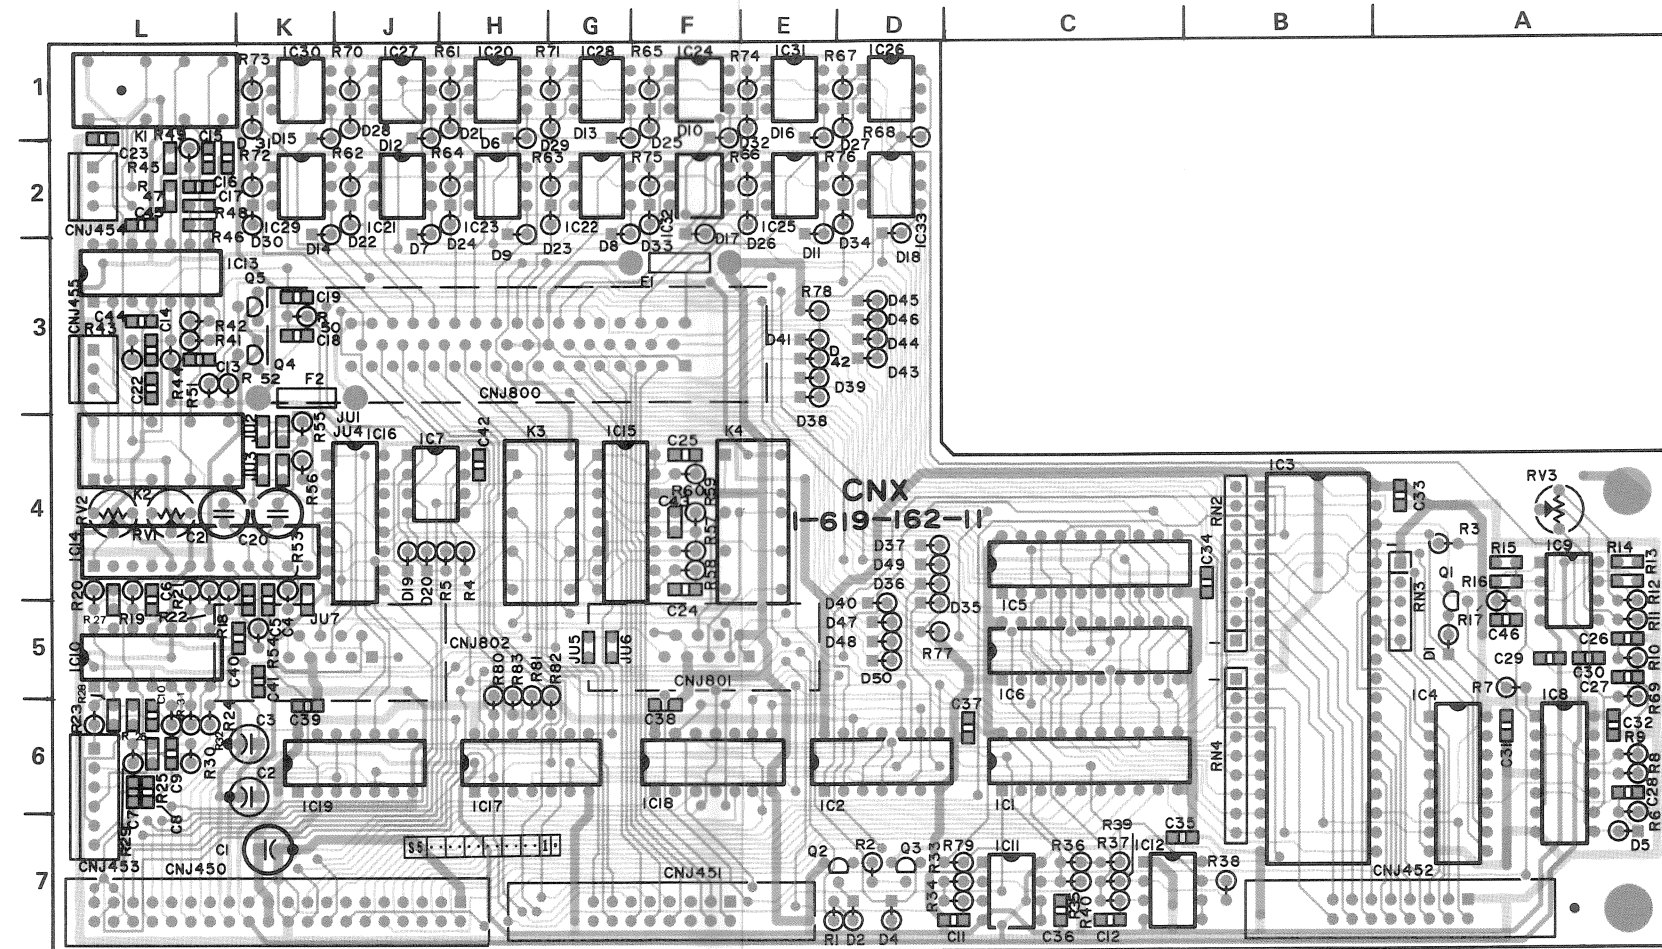 L K J H G F E D C B A
1
R73 IC30 R70 IC27 R61 IC20 R71 IC28 R65 IC24 R74 IC31 R67 IC26
K1 R49 C15 D31 D15 D28 D12 D21 D6 D29 D13 D25 D10 D32 D16 D27 R68
C23 R45 R72 R62 R64 R63 R75 R66 R76
2
R47 C16 C17 R48 C45 R46
CNJ454 D30 IC29 D14 D22 IC21 D7 D24 IC23 D9 D23 IC22 D8 D33 IC32 D17 D26 IC25 D11 D34 D18 IC33
IC13 Q5 F1
CNJ455 C19 R78 D45
3
C44 R43 C14 R42 R41 R50 C18 D46 D41 D44 D42 D43
C22 R44 R51 C13 R52 Q4 F2 CNJ800 D39 D38
JU2 JU3 R55 JU1 JU4 IC16 IC7 C42 K3 IC15 C25 K4 IC3
4
RV2 K2 R56 R60 C43 R59 CNX RN2 C33 RV3
RV1 C21 C20 R53 R57 1-619-162-11 R3
IC14 D37 C34 R15 IC9 R14 R13
D49 D36 Q1 R16 R12
R20 C6 R21 D19 D20 R5 R4 R58 C24 D40 D35 IC5 RN3
R27 R19 R22 R18 C5 C4 JU7 D47 R17 C46 R11
5
IC10 C40 R54 CNJ802 JU5 JU6 D48 R77 D1 C29 C26 R10
C41 R80 R83 R81 R82 CNJ801 D50 IC6 C30 C27
R28 C10 R31 R7 IC4 IC8 R69
R23 R24 C3 C39 C38 C37 C32 R9
6
R32 R30 RN4 C31 R8
C2 R25 C9 C28
IC19 IC17 IC18 IC2 IC1
R29 C7 C8 C1 R6
CNJ453 CNJ450 CNJ451 Q2 R2 Q3 R33 R79 IC11 R36 R39 R37 IC12 C35 R38 CNJ452 D5
7
R34 R35 R40
R1 D2 D4 C11 C36 C12